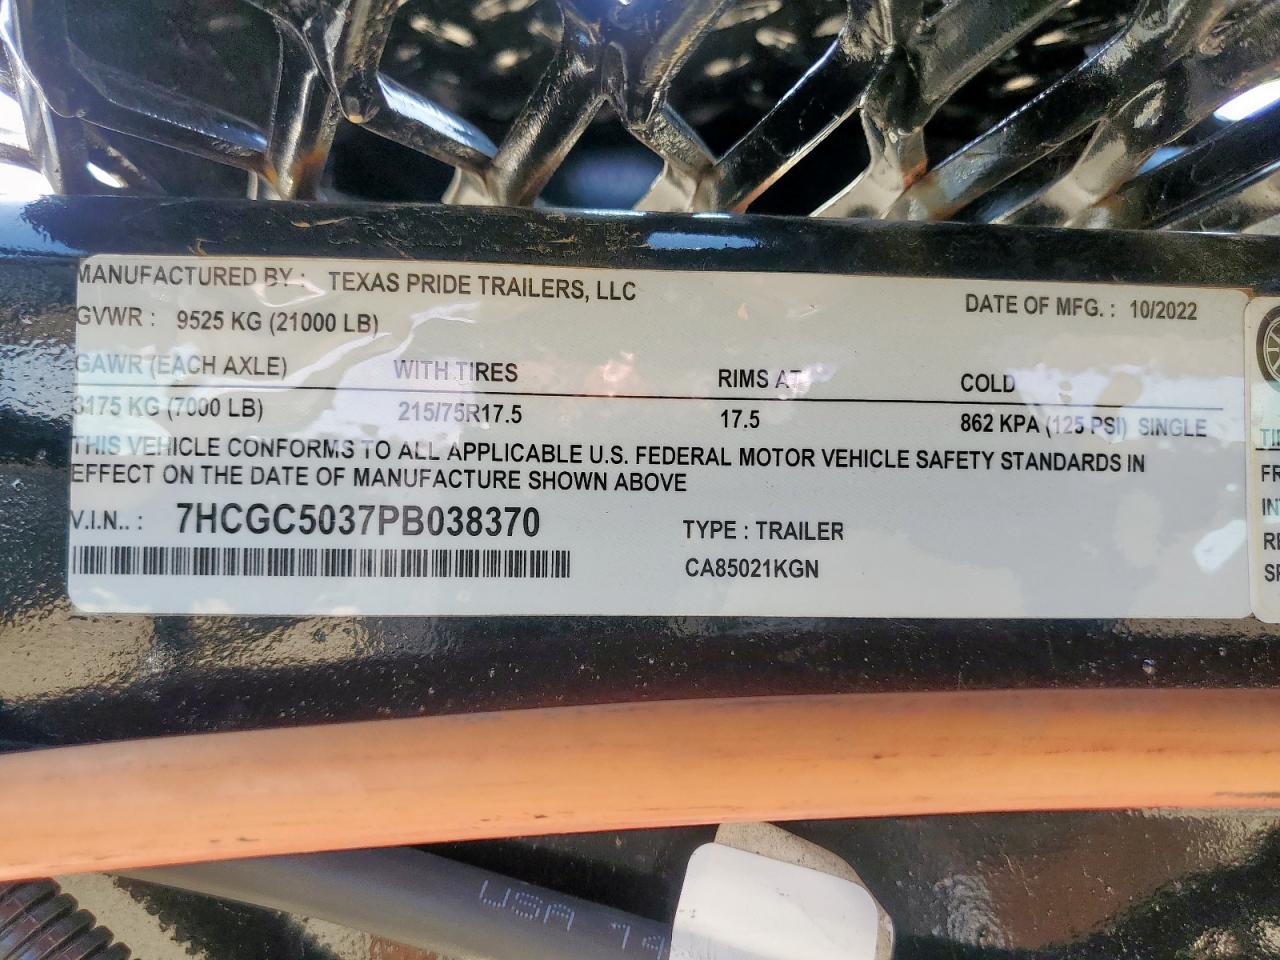 MANUFACTURED BY : TEXAS PRIDE TRAILERS, LLC
DATE OF MFG. : 10/2022
GVWR : 9525 KG (21000 LB)
GAWR (EACH AXLE) WITH TIRES RIMS AT COLD
3175 KG (7000 LB) 215/75R17.5 17.5 862 KPA (125 PSI) SINGLE
THIS VEHICLE CONFORMS TO ALL APPLICABLE U.S. FEDERAL MOTOR VEHICLE SAFETY STANDARDS IN
EFFECT ON THE DATE OF MANUFACTURE SHOWN ABOVE
V.I.N.. : 7HCGC5037PB038370
TYPE : TRAILER
CA85021KGN
USA